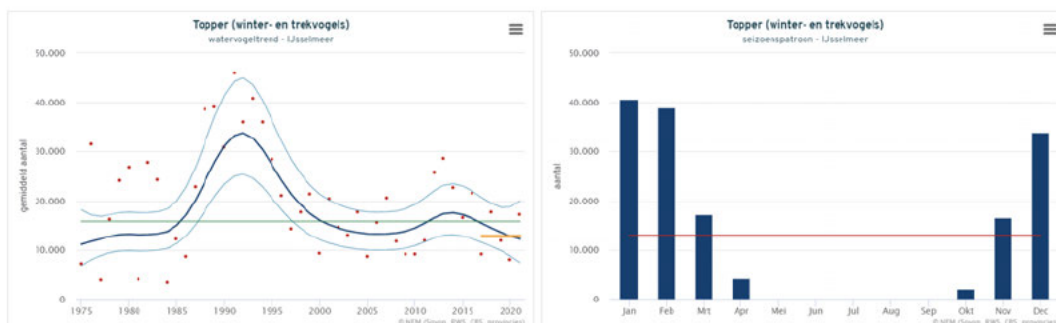 Topper (winter- en trekvogels)
watervogeltrend - IJsselmeer
50.000
40.000
30.000
20.000
10.000
0
gemiddeld aantal
1975 1980 1985 1990 1995 2000 2005 2010 2015 2020
Topper (winter- en trekvogels)
seizoenspatroon - IJsselmeer
50.000
40.000
30.000
20.000
10.000
0
aantal
Jan Feb Mrt Apr Mei Jun Jul Aug Sep Okt Nov Dec